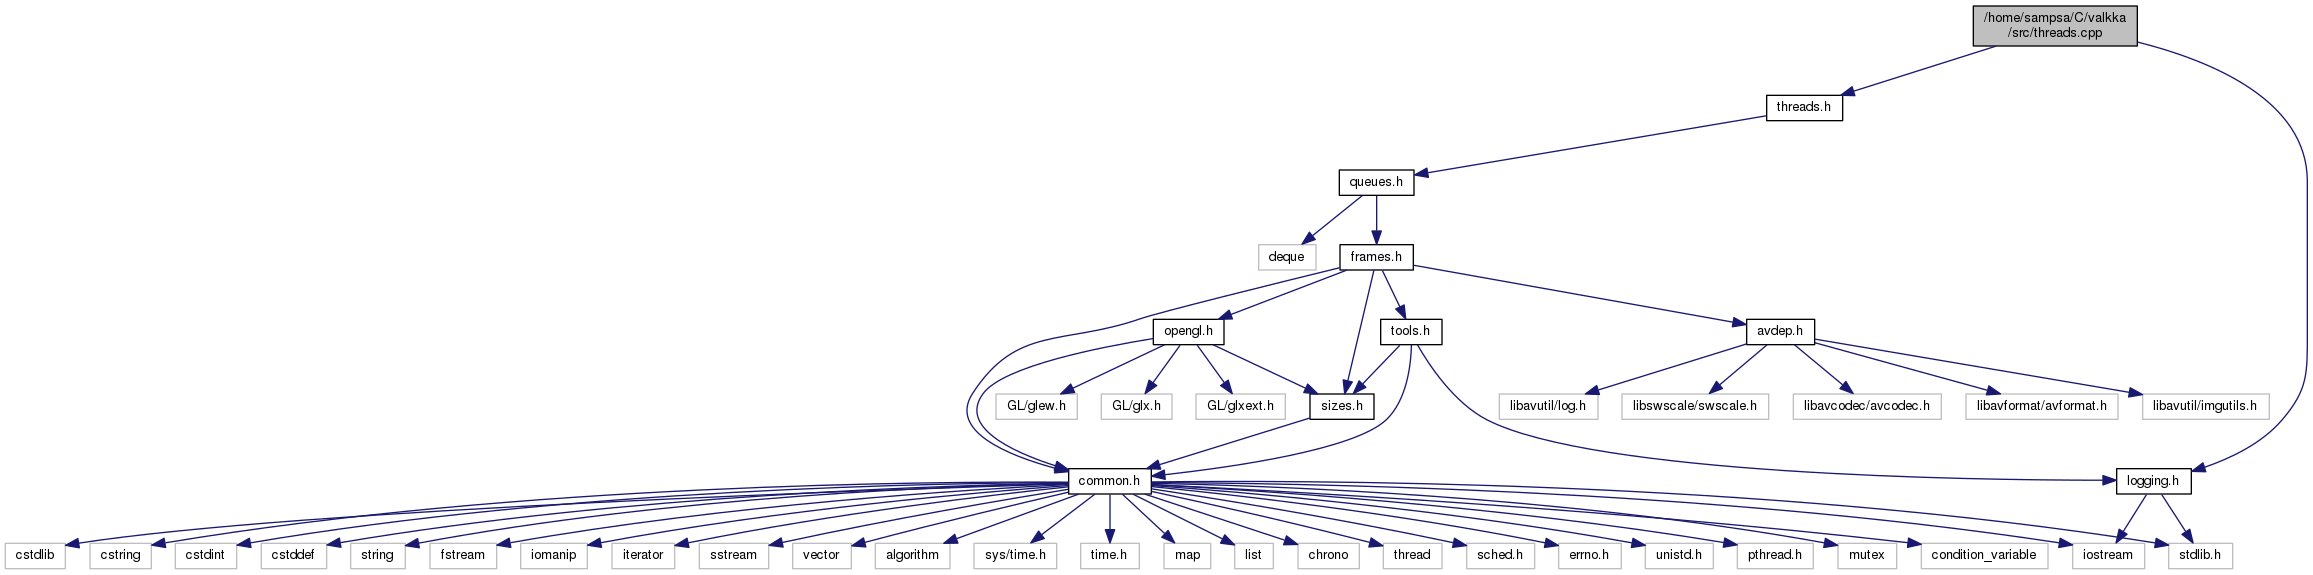 /home/sampsa/C/valkka
/src/threads.cpp
threads.h
queues.h
deque
frames.h
opengl.h
tools.h
avdep.h
GL/glew.h
GL/glx.h
GL/glxext.h
sizes.h
libavutil/log.h
libswscale/swscale.h
libavcodec/avcodec.h
libavformat/avformat.h
libavutil/imgutils.h
common.h
logging.h
cstdlib
cstring
cstdint
cstddef
string
fstream
iomanip
iterator
sstream
vector
algorithm
sys/time.h
time.h
map
list
chrono
thread
sched.h
errno.h
unistd.h
pthread.h
mutex
condition_variable
iostream
stdlib.h